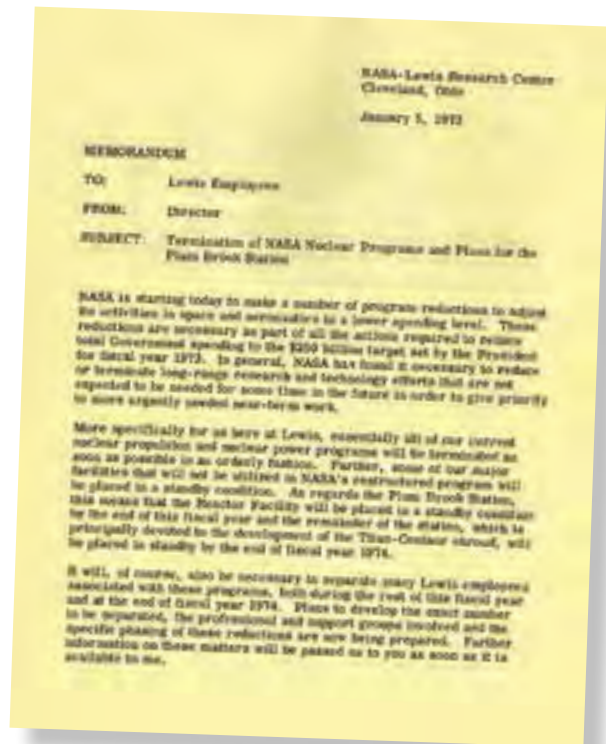 NASA-Lewis Research Center
Cleveland, Ohio
January 5, 1973
MEMORANDUM
TO: Lewis Employees
FROM: Director
SUBJECT: Termination of NASA Nuclear Programs and Plans for the
Plum Brook Station
NASA is starting today to make a number of program reductions to adjust
its activities in space and aeronautics to a lower spending level. These
reductions are necessary as part of all the actions required to reduce
total Government spending to the $250 billion target set by the President
for fiscal year 1973. In general, NASA has found it necessary to reduce
or terminate long-range research and technology efforts that are not
expected to be needed for some time in the future in order to give priority
to more urgently needed near-term work.
More specifically for us here at Lewis, essentially all of our current
nuclear propulsion and nuclear power programs will be terminated as
soon as possible in an orderly fashion. Further, some of our major
facilities that will not be utilized in NASA's restructured program will
be placed in a standby condition. As regards the Plum Brook Station,
this means that the Reactor Facility will be placed in a standby condition
by the end of this fiscal year and the remainder of the station, which is
principally devoted to the development of the Titan-Centaur shroud, will
be placed in standby by the end of fiscal year 1974.
It will, of course, also be necessary to separate many Lewis employees
associated with these programs, both during the rest of this fiscal year
and at the end of fiscal year 1974. Plans to develop the exact number
to be separated, the professional and support groups involved and the
specific phasing of these reductions are now being prepared. Further
information on these matters will be passed on to you as soon as it is
available to me.